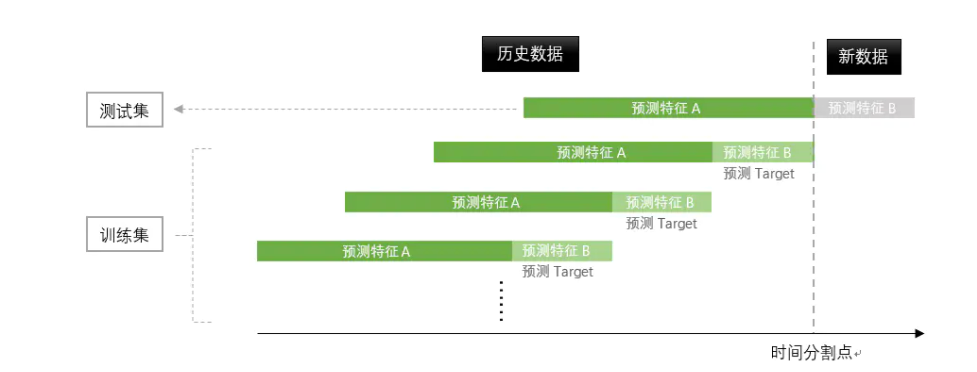 历史数据
新数据
测试集
预测特征 A
预测特征 B
预测特征 A
预测特征 B
预测 Target
训练集
预测特征 A
预测特征 B
预测 Target
预测特征 A
预测特征 B
预测 Target
时间分割点